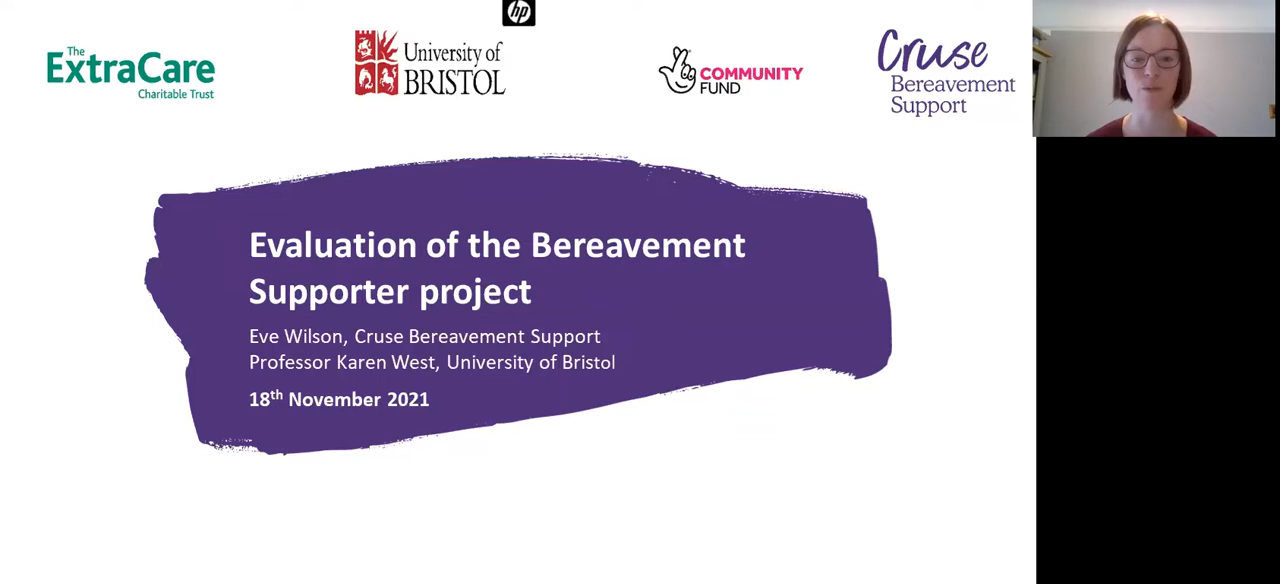 hp
The
ExtraCare
Charitable Trust
University of
BRISTOL
COMMUNITY
FUND
Cruse
Bereavement
Support
Evaluation of the Bereavement
Supporter project
Eve Wilson, Cruse Bereavement Support
Professor Karen West, University of Bristol
18th November 2021